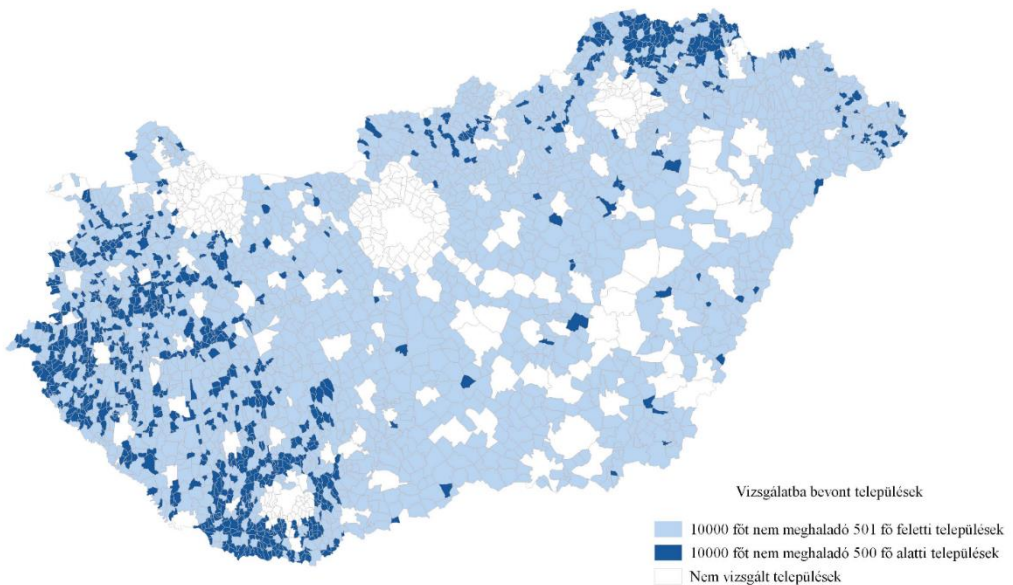 Vizsgálatba bevont települések
10000 főt nem meghaladó 501 fő feletti települések
10000 főt nem meghaladó 500 fő alatti települések
Nem vizsgált települések